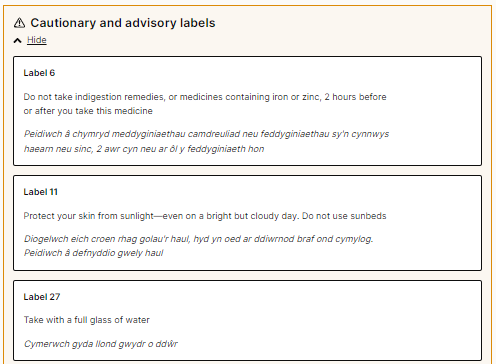 Cautionary and advisory labels
Hide
Label 6
Do not take indigestion remedies, or medicines containing iron or zinc, 2 hours before
or after you take this medicine
Peidiwch â chymryd meddyginiaethau camdreuliad neu feddyginiaethau sy'n cynnwys
haearn neu sinc, 2 awr cyn neu ar ôl y feddyginiaeth hon
Label 11
Protect your skin from sunlight—even on a bright but cloudy day. Do not use sunbeds
Diogelwch eich croen rhag golau'r haul, hyd yn oed ar ddiwrnod braf ond cymylog.
Peidiwch â defnyddio gwely haul
Label 27
Take with a full glass of water
Cymerwch gyda llond gwydr o ddŵr